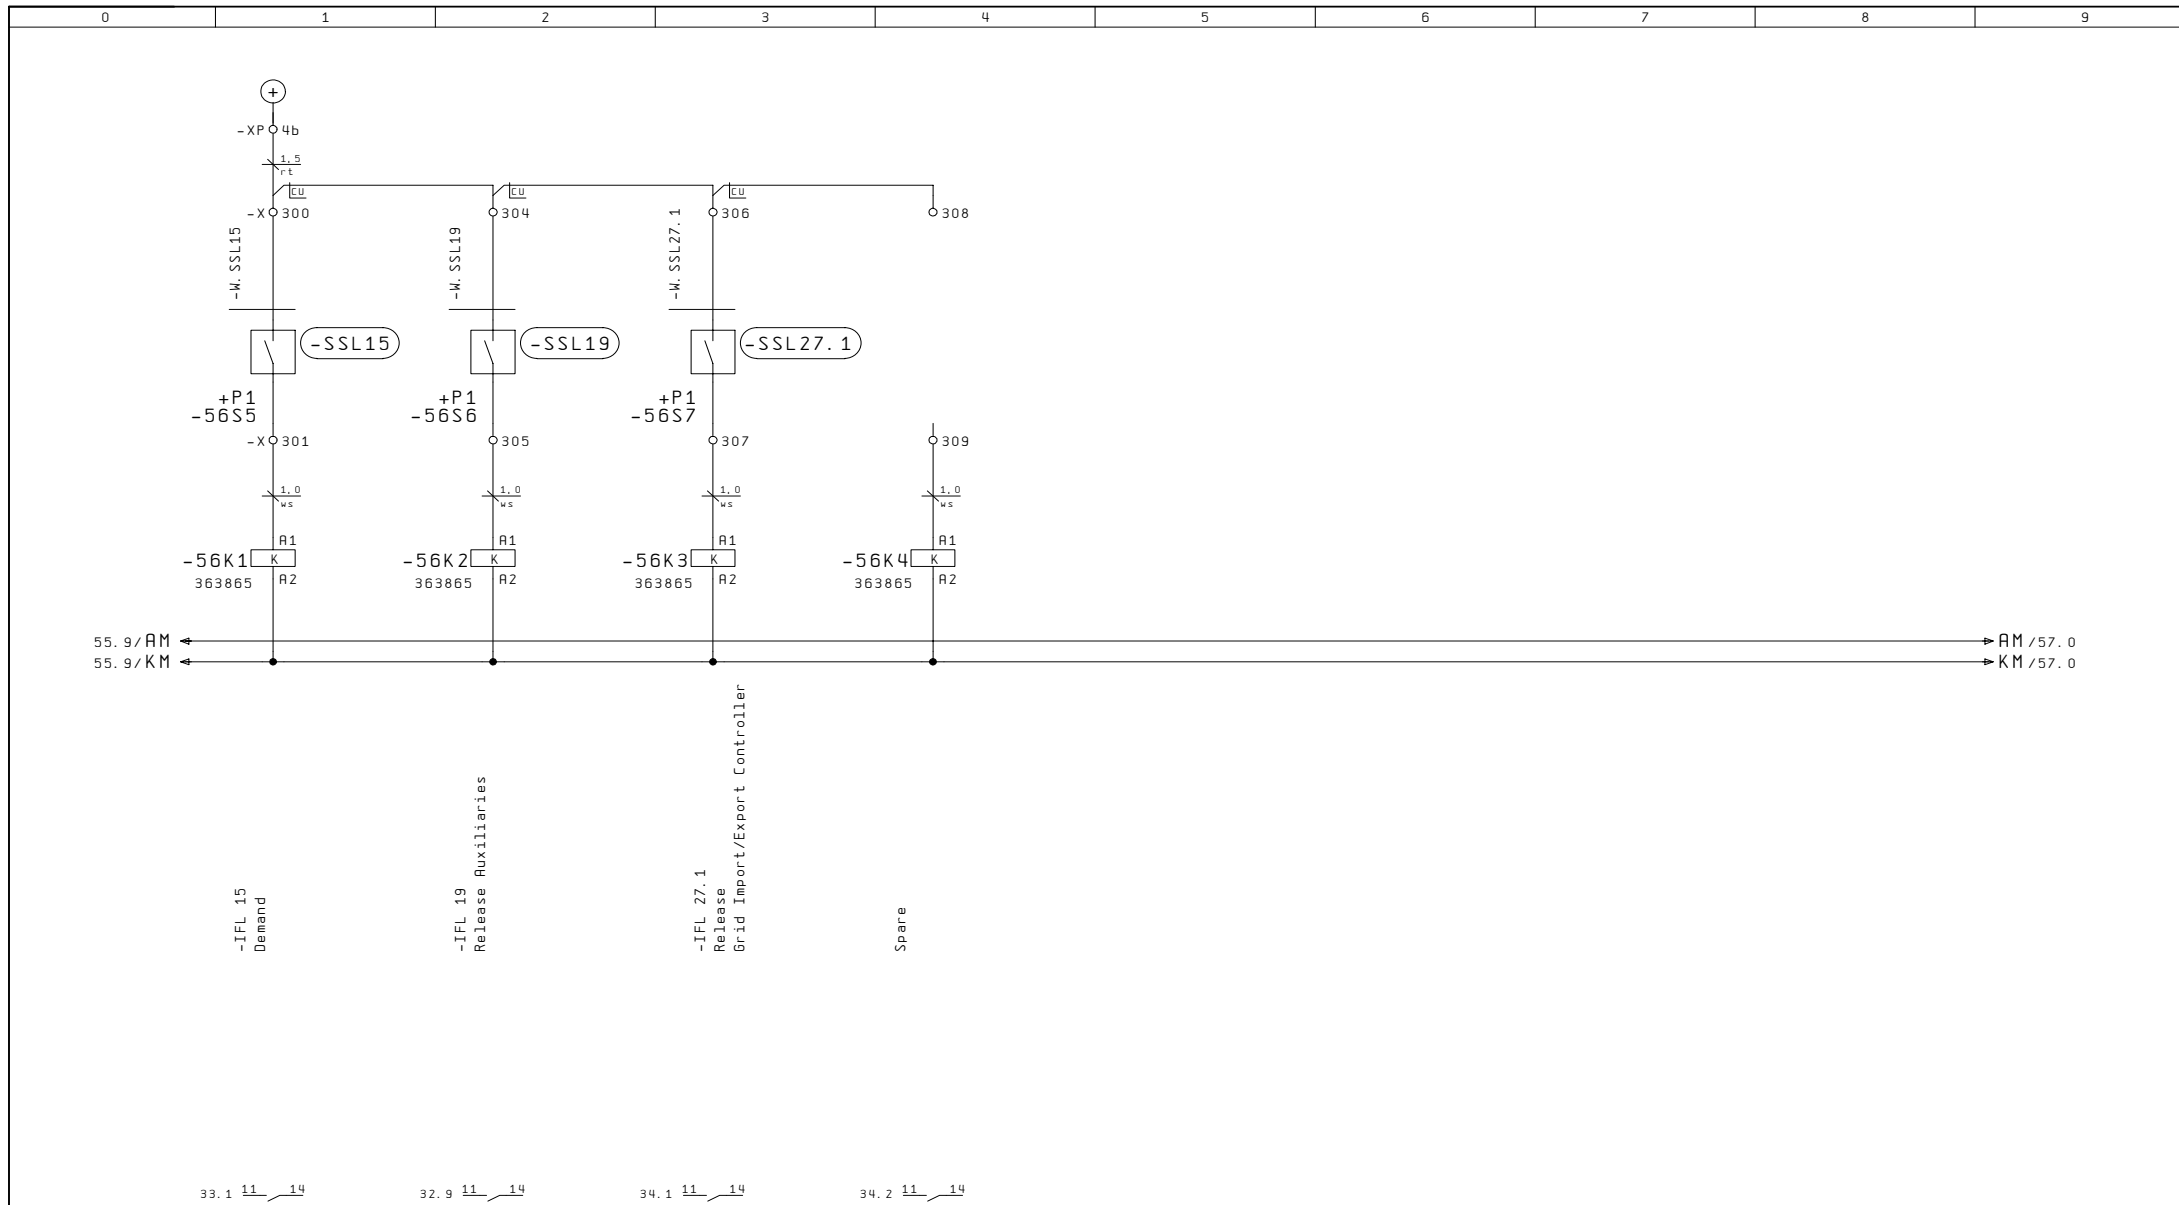 0 1 2 3 4 5 6 7 8 9
+
-XP 4b
1,5
rt
CU CU CU
-X 300 304 306 308
-W.SSL15 -W.SSL19 -W.SSL27.1
-SSL15 -SSL19 -SSL27.1
+P1 +P1 +P1
-56S5 -56S6 -56S7
-X 301 305 307 309
1,0 1,0 1,0 1,0
ws ws ws ws
A1 A1 A1 A1
-56K1 K -56K2 K -56K3 K -56K4 K
363865 A2 363865 A2 363865 A2 363865 A2
55.9/AM AM/57.0
55.9/KM KM/57.0
-IFL 15
Demand
-IFL 19
Release Auxiliaries
-IFL 27.1
Release
Grid Import/Export Controller
Spare
33.1 11 14 32.9 11 14 34.1 11 14 34.2 11 14